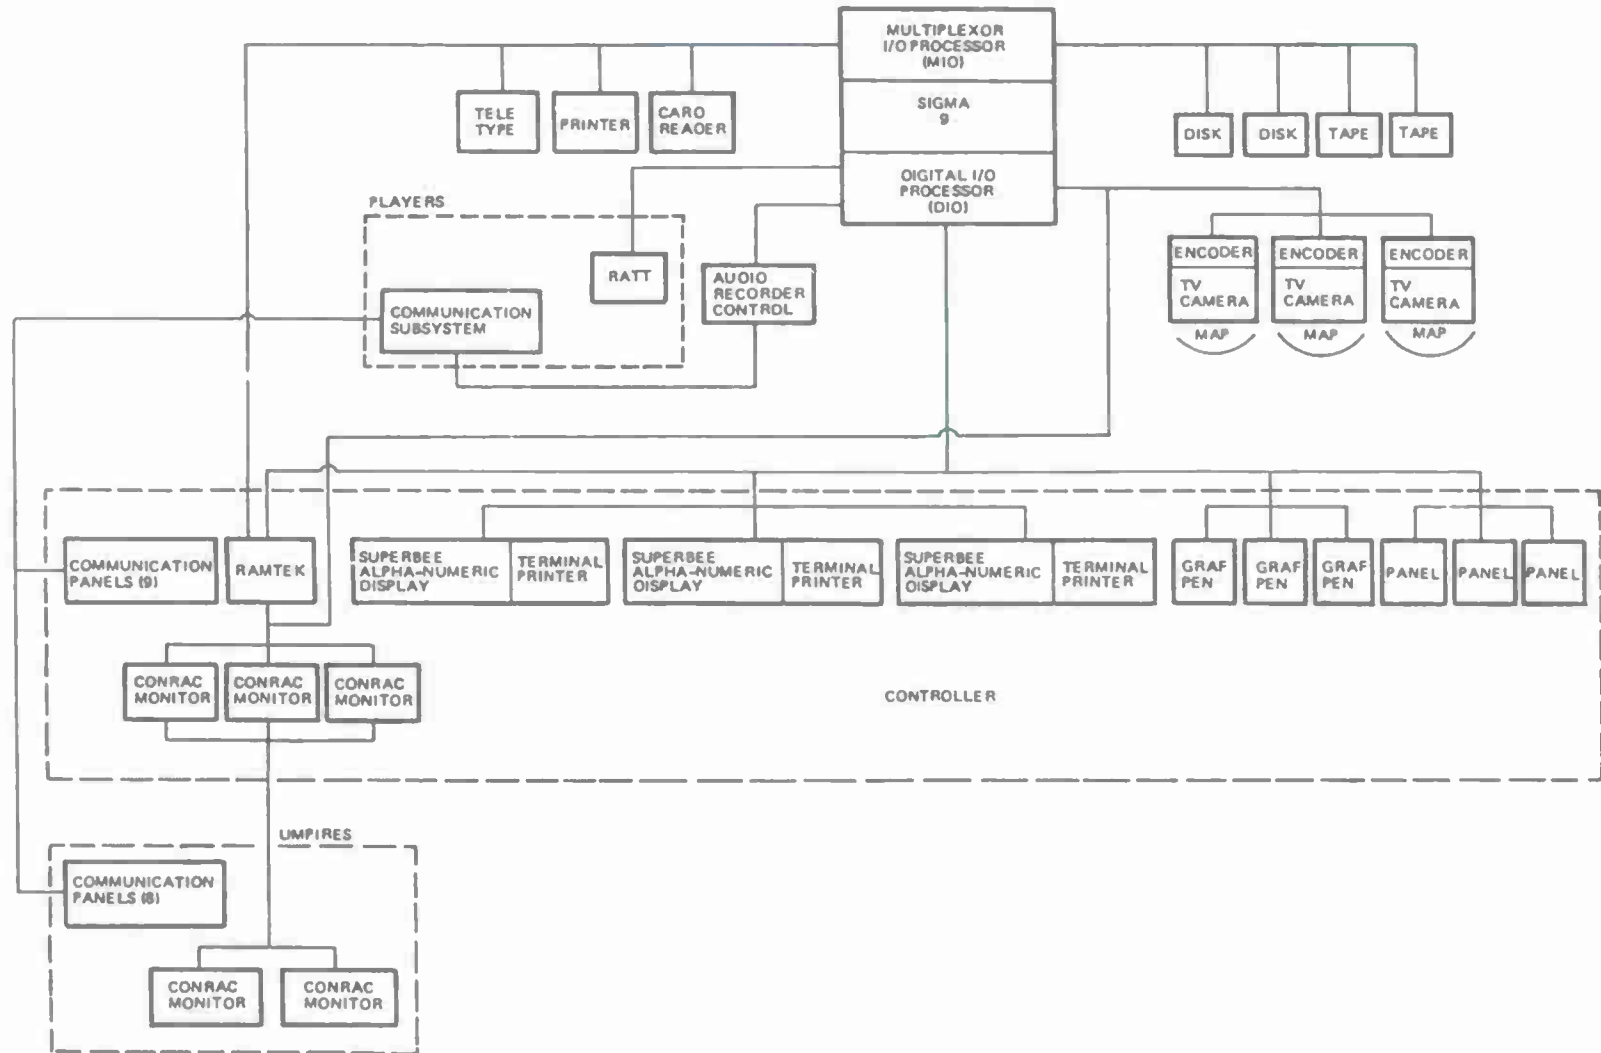 MULTIPLEXOR
I/O PROCESSOR
(MIO)
SIGMA
9
DIGITAL I/O
PROCESSOR
(DIO)
TELE
TYPE
PRINTER
CARD
READER
DISK
DISK
TAPE
TAPE
PLAYERS
RATT
COMMUNICATION
SUBSYSTEM
AUDIO
RECORDER
CONTROL
ENCODER
TV
CAMERA
MAP
ENCODER
TV
CAMERA
MAP
ENCODER
TV
CAMERA
MAP
COMMUNICATION
PANELS (9)
RAMTEK
SUPERBEE
ALPHA-NUMERIC
DISPLAY
TERMINAL
PRINTER
SUPERBEE
ALPHA-NUMERIC
DISPLAY
TERMINAL
PRINTER
SUPERBEE
ALPHA-NUMERIC
DISPLAY
TERMINAL
PRINTER
GRAF
PEN
GRAF
PEN
GRAF
PEN
PANEL
PANEL
PANEL
CONRAC
MONITOR
CONRAC
MONITOR
CONRAC
MONITOR
CONTROLLER
UMPIRES
COMMUNICATION
PANELS (8)
CONRAC
MONITOR
CONRAC
MONITOR